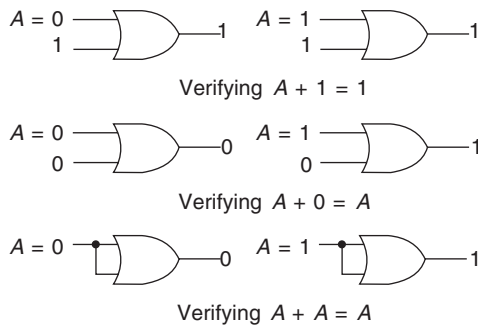 A = 0 1 A = 1 1
1 1
Verifying A + 1 = 1
A = 0 0 A = 1 1
0 0
Verifying A + 0 = A
A = 0 0 A = 1 1
Verifying A + A = A